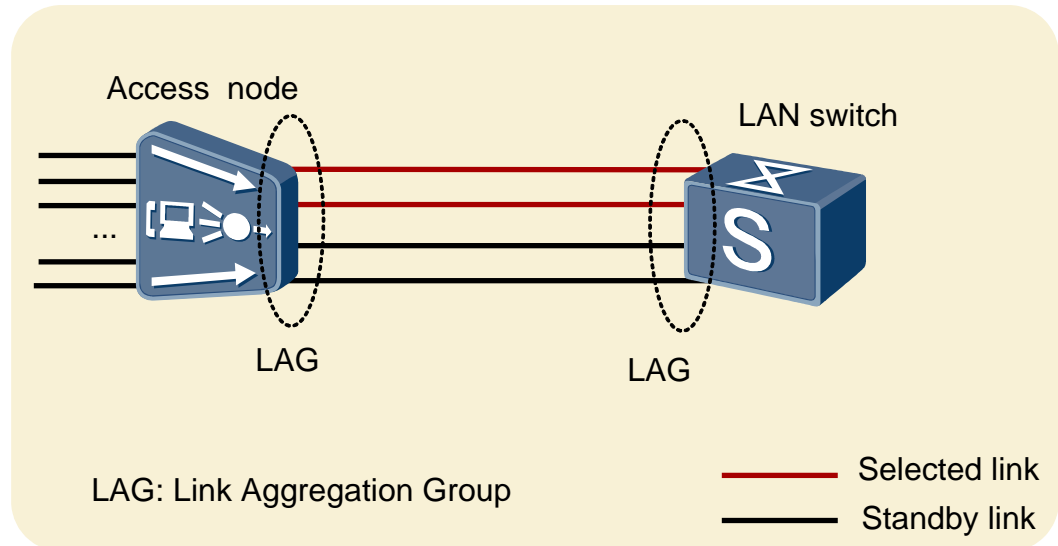 Access node
LAN switch
...
S
LAG
LAG
LAG: Link Aggregation Group
Selected link
Standby link